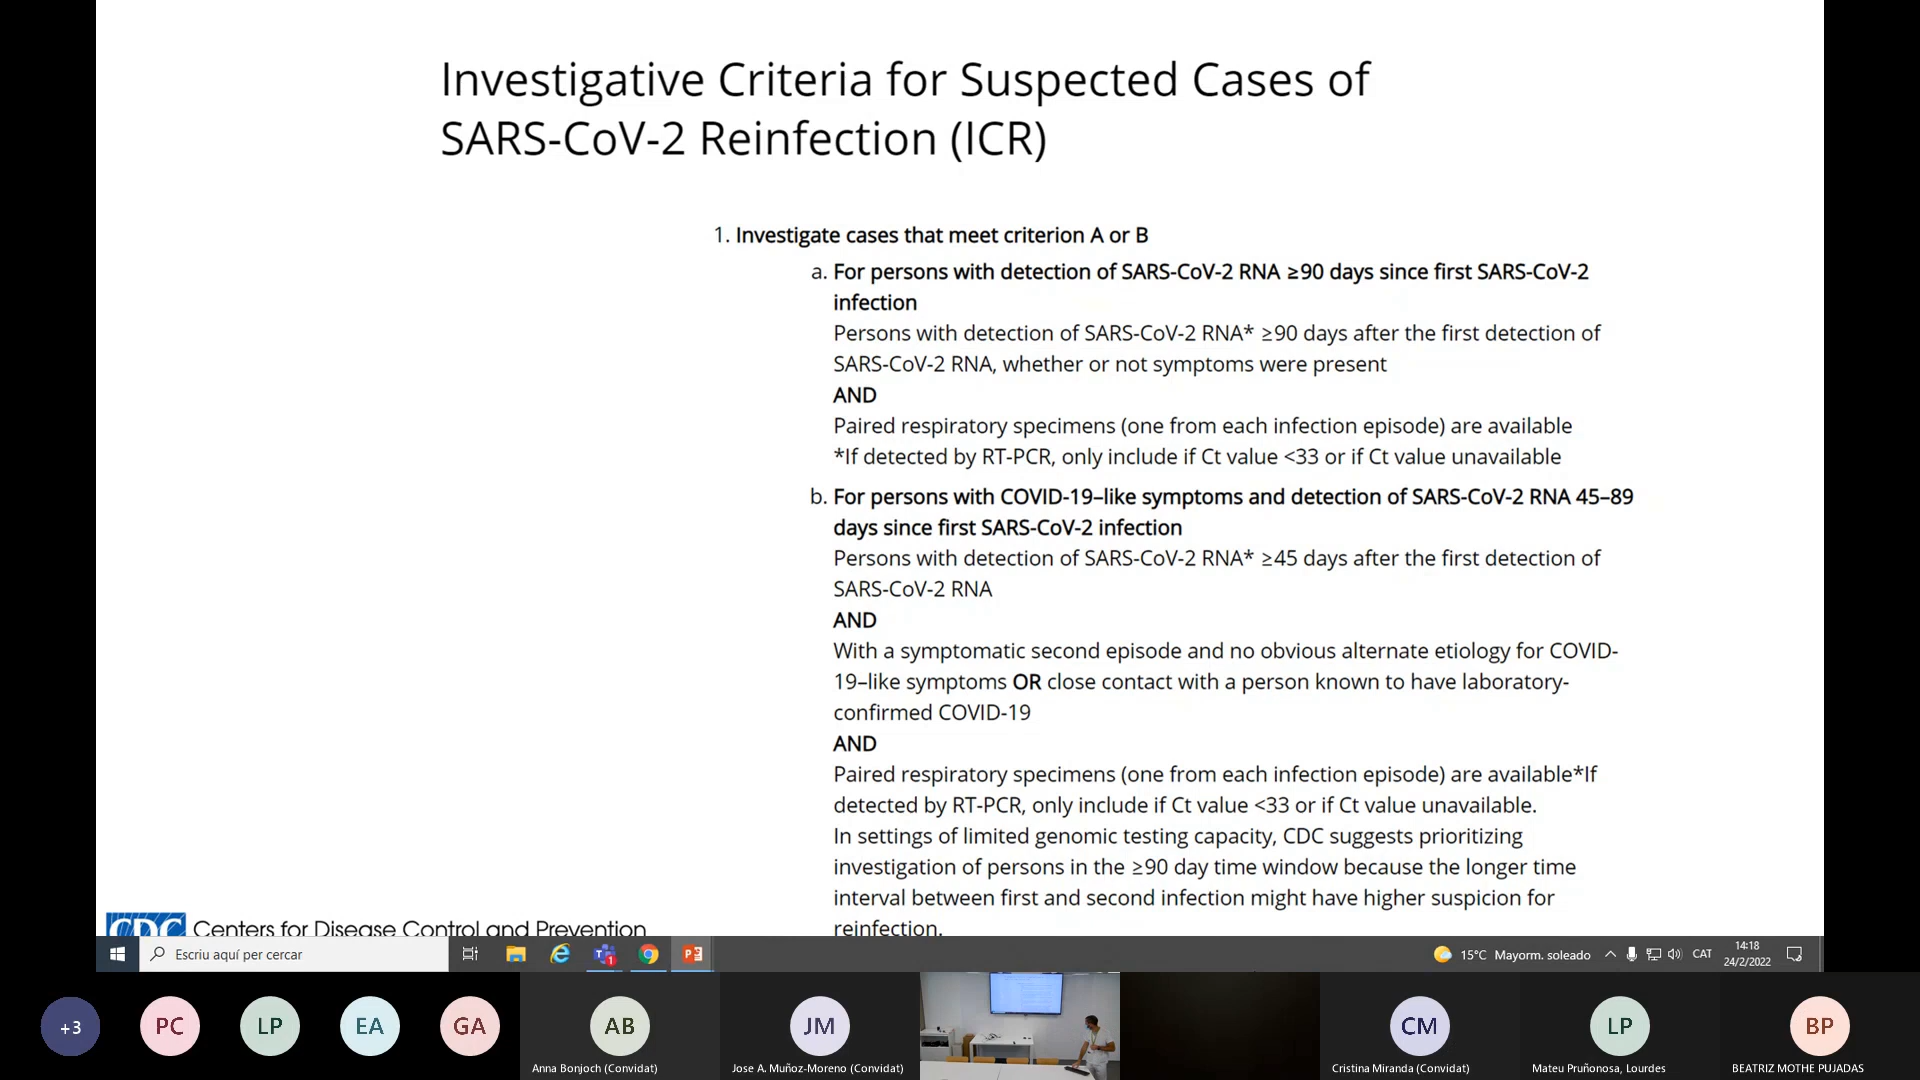 Investigative Criteria for Suspected Cases of
SARS-CoV-2 Reinfection (ICR)
1. Investigate cases that meet criterion A or B
a. For persons with detection of SARS-CoV-2 RNA ≥90 days since first SARS-CoV-2
infection
Persons with detection of SARS-CoV-2 RNA* ≥90 days after the first detection of
SARS-CoV-2 RNA, whether or not symptoms were present
AND
Paired respiratory specimens (one from each infection episode) are available
*If detected by RT-PCR, only include if Ct value <33 or if Ct value unavailable
b. For persons with COVID-19–like symptoms and detection of SARS-CoV-2 RNA 45–89
days since first SARS-CoV-2 infection
Persons with detection of SARS-CoV-2 RNA* ≥45 days after the first detection of
SARS-CoV-2 RNA
AND
With a symptomatic second episode and no obvious alternate etiology for COVID-
19–like symptoms OR close contact with a person known to have laboratory-
confirmed COVID-19
AND
Paired respiratory specimens (one from each infection episode) are available*If
detected by RT-PCR, only include if Ct value <33 or if Ct value unavailable.
In settings of limited genomic testing capacity, CDC suggests prioritizing
investigation of persons in the ≥90 day time window because the longer time
interval between first and second infection might have higher suspicion for
reinfection.
CDC Centers for Disease Control and Prevention
Escriu aquí per cercar
1
15°C Mayorm. soleado
CAT
14:18
24/2/2022
+3
PC
LP
EA
GA
AB
JM
CM
LP
BP
Anna Bonjoch (Convidat)
Jose A. Muñoz-Moreno (Convidat)
Cristina Miranda (Convidat)
Mateu Pruñonosa, Lourdes
BEATRIZ MOTHE PUJADAS